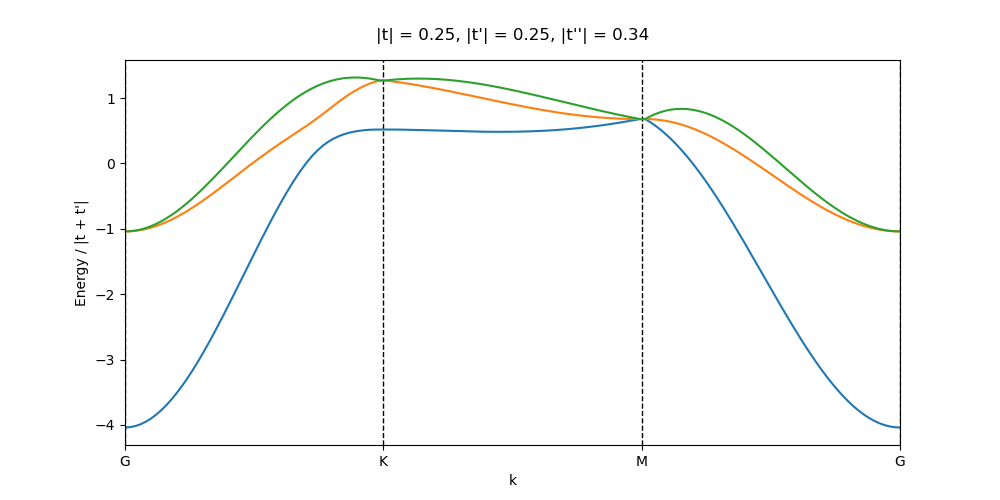 |t| = 0.25, |t'| = 0.25, |t''| = 0.34
Energy / |t + t'|
1
0
−1
−2
−3
−4
G K M G
k